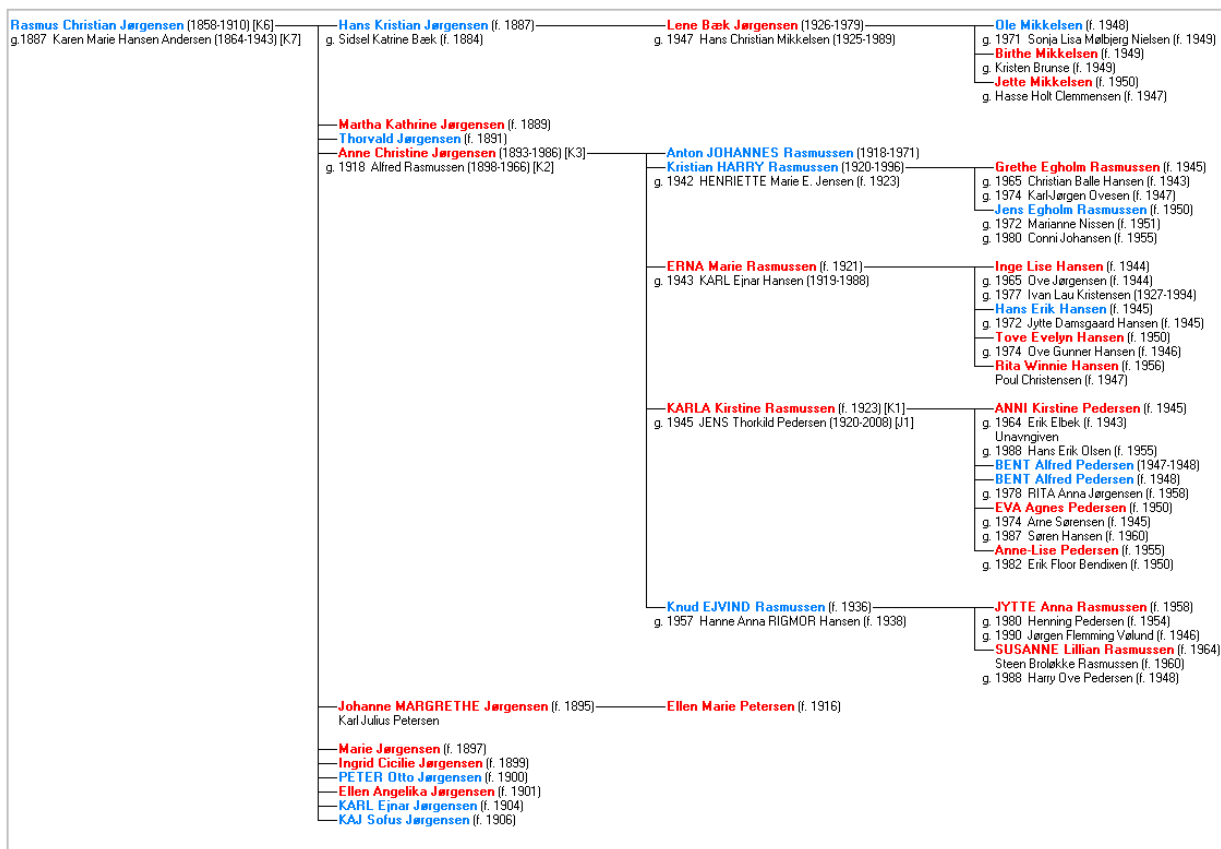 Rasmus Christian Jørgensen (1858-1910) [K6]
g.1887 Karen Marie Hansen Andersen (1864-1943) [K7]
Hans Kristian Jørgensen (f. 1887)
g. Sidsel Katrine Bæk (f. 1884)
Lene Bæk Jørgensen (1926-1979)
g. 1947 Hans Christian Mikkelsen (1925-1989)
Ole Mikkelsen (f. 1948)
g. 1971 Sonja Lisa Mølbjerg Nielsen (f. 1949)
Birthe Mikkelsen (f. 1949)
g. Kristen Brunse (f. 1949)
Jette Mikkelsen (f. 1950)
g. Hasse Holt Clemmensen (f. 1947)
Martha Kathrine Jørgensen (f. 1889)
Thorvald Jørgensen (f. 1891)
Anne Christine Jørgensen (1893-1986) [K3]
g. 1918 Alfred Rasmussen (1898-1966) [K2]
Anton JOHANNES Rasmussen (1918-1971)
Kristian HARRY Rasmussen (1920-1996)
g. 1942 HENRIETTE Marie E. Jensen (f. 1923)
Grethe Egholm Rasmussen (f. 1945)
g. 1965 Christian Balle Hansen (f. 1943)
g. 1974 Karl-Jørgen Ovesen (f. 1947)
Jens Egholm Rasmussen (f. 1950)
g. 1972 Marianne Nissen (f. 1951)
g. 1980 Conni Johansen (f. 1955)
ERNA Marie Rasmussen (f. 1921)
g. 1943 KARL Ejnar Hansen (1919-1988)
Inge Lise Hansen (f. 1944)
g. 1965 Ove Jørgensen (f. 1944)
g. 1977 Ivan Lau Kristensen (1927-1994)
Hans Erik Hansen (f. 1945)
g. 1972 Jytte Damsgaard Hansen (f. 1945)
Tove Evelyn Hansen (f. 1950)
g. 1974 Ove Gunner Hansen (f. 1946)
Rita Winnie Hansen (f. 1956)
Poul Christensen (f. 1947)
KARLA Kirstine Rasmussen (f. 1923) [K1]
g. 1945 JENS Thorkild Pedersen (1920-2008) [J1]
ANNI Kirstine Pedersen (f. 1945)
g. 1964 Erik Elbek (f. 1943)
Unavngiven
g. 1988 Hans Erik Olsen (f. 1955)
BENT Alfred Pedersen (1947-1948)
BENT Alfred Pedersen (f. 1948)
g. 1978 RITA Anna Jørgensen (f. 1958)
EVA Agnes Pedersen (f. 1950)
g. 1974 Arne Sørensen (f. 1945)
g. 1987 Søren Hansen (f. 1960)
Anne-Lise Pedersen (f. 1955)
g. 1982 Erik Floor Bendixen (f. 1950)
Knud EJVIND Rasmussen (f. 1936)
g. 1957 Hanne Anna RIGMOR Hansen (f. 1938)
JYTTE Anna Rasmussen (f. 1958)
g. 1980 Henning Pedersen (f. 1954)
g. 1990 Jørgen Flemming Vølund (f. 1946)
SUSANNE Lillian Rasmussen (f. 1964)
Steen Broløkke Rasmussen (f. 1960)
g. 1988 Harry Ove Pedersen (f. 1948)
Johanne MARGRETHE Jørgensen (f. 1895)
Karl Julius Petersen
Ellen Marie Petersen (f. 1916)
Marie Jørgensen (f. 1897)
Ingrid Cicilie Jørgensen (f. 1899)
PETER Otto Jørgensen (f. 1900)
Ellen Angelika Jørgensen (f. 1901)
KARL Ejnar Jørgensen (f. 1904)
KAJ Sofus Jørgensen (f. 1906)